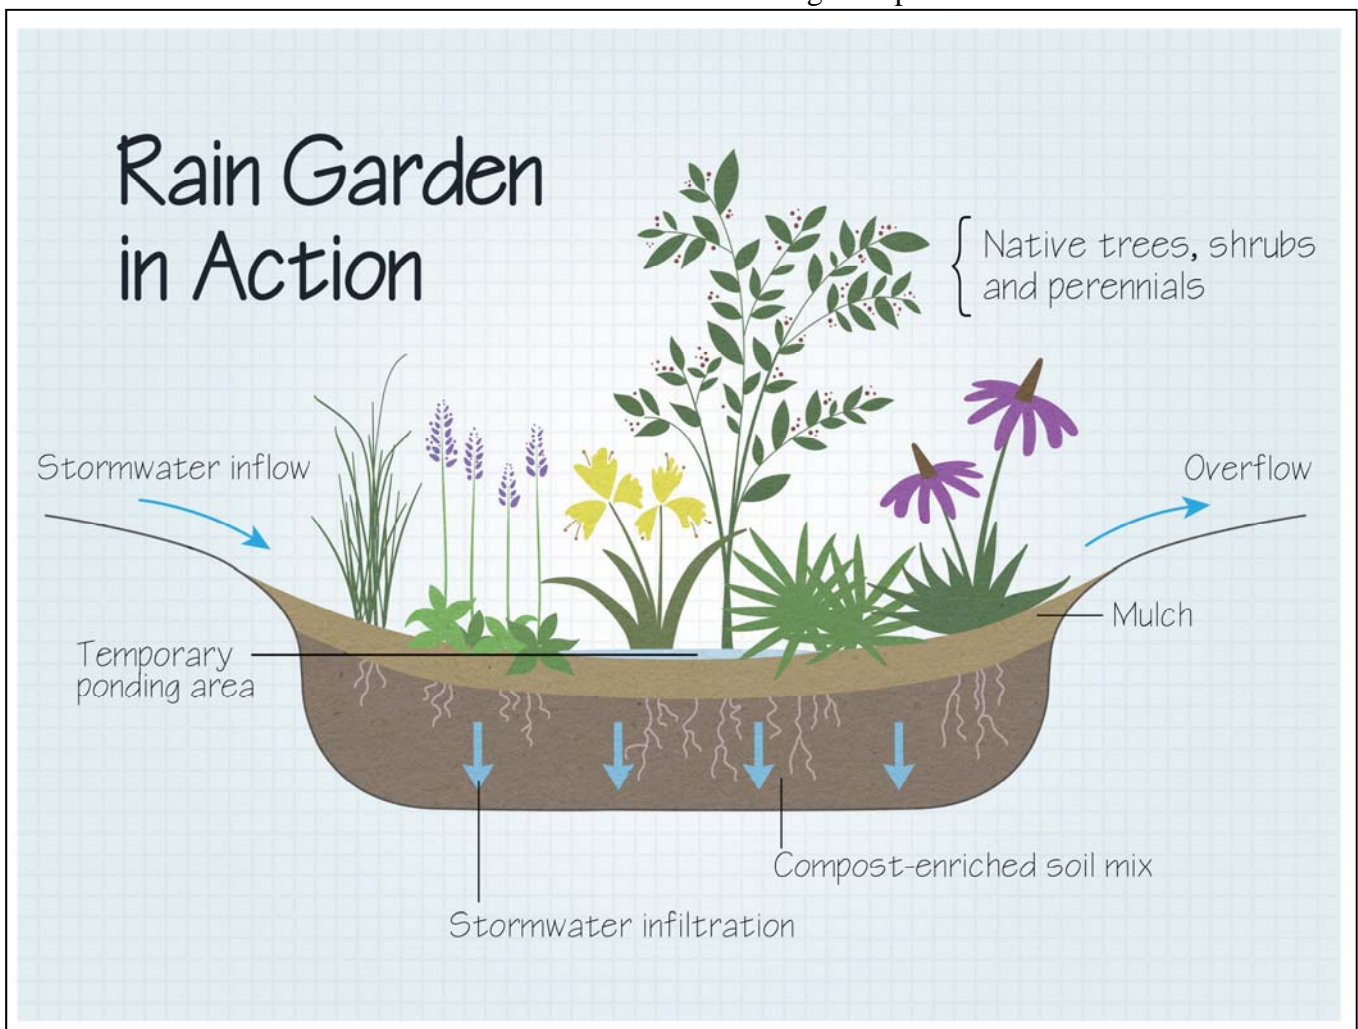 Rain Garden
in Action
Native trees, shrubs
and perennials
Stormwater inflow
Overflow
Mulch
Temporary
ponding area
Compost-enriched soil mix
Stormwater infiltration